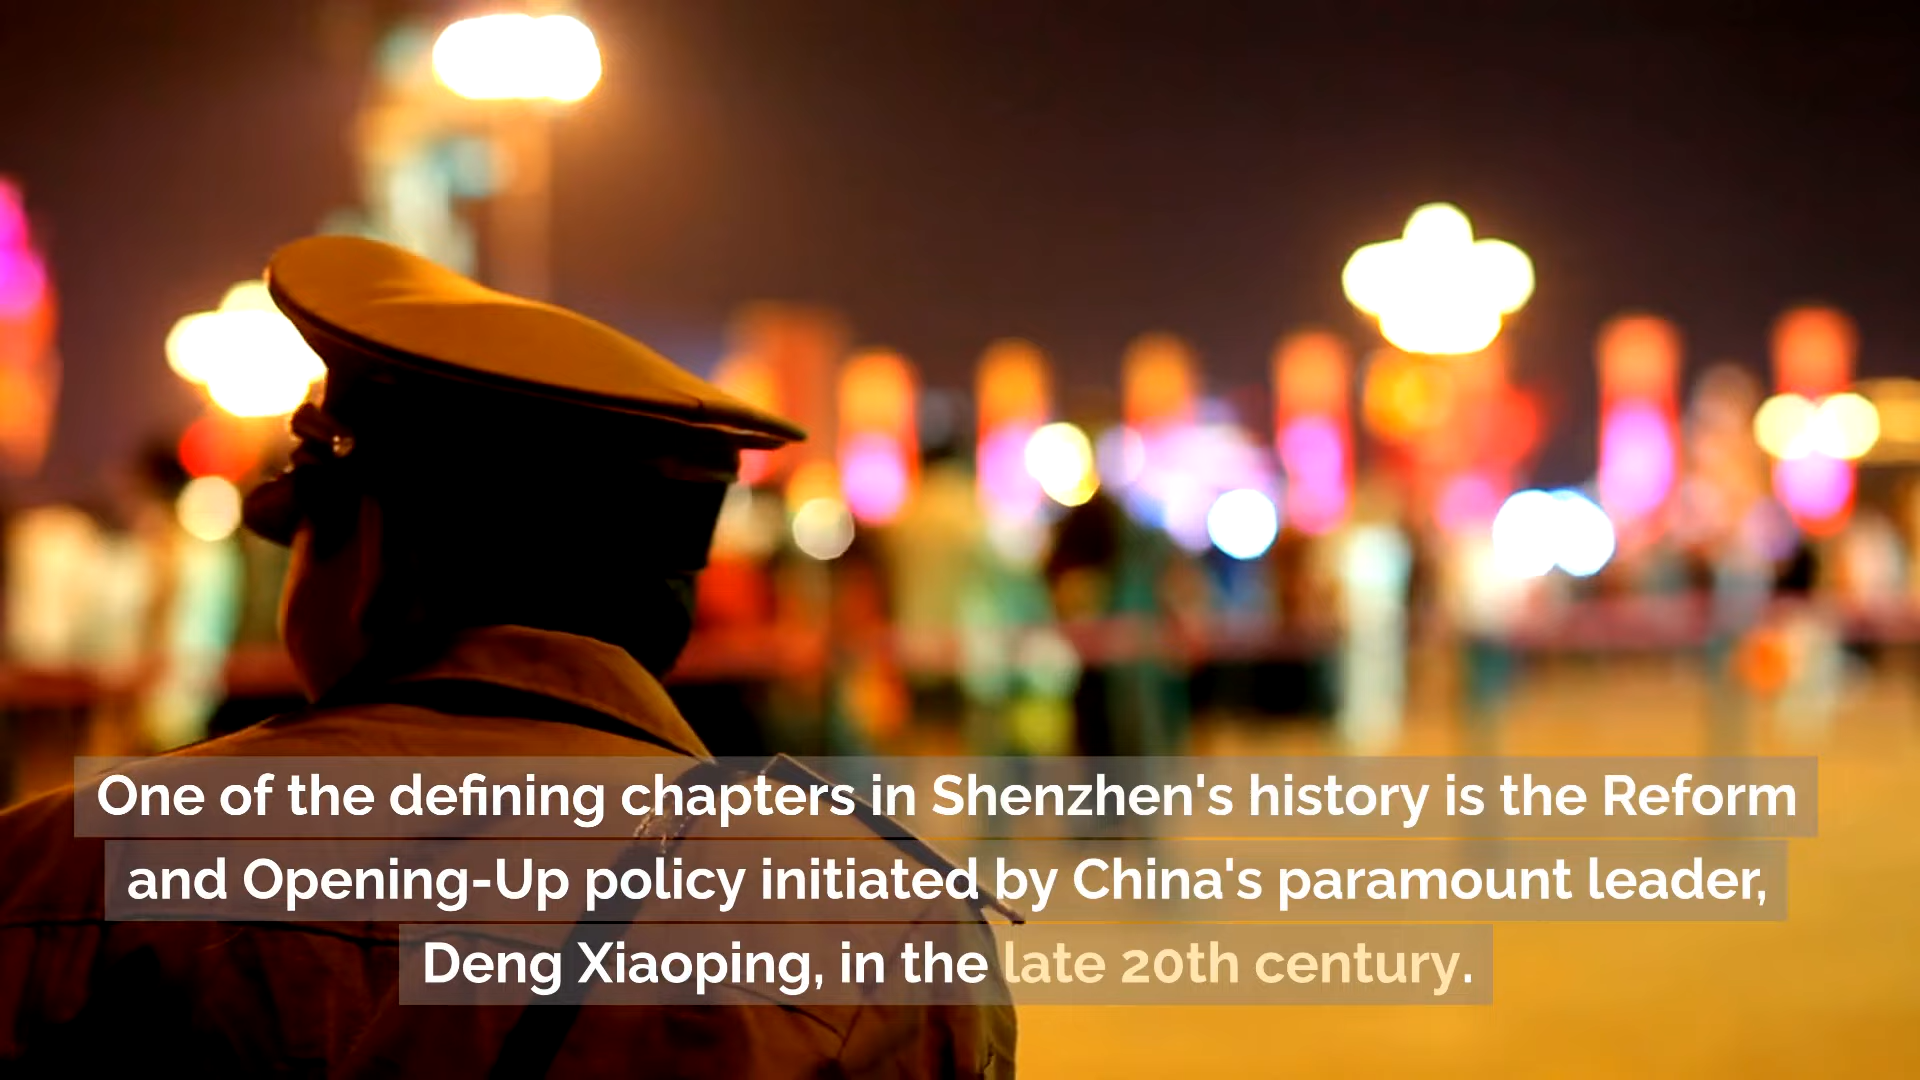 One of the defining chapters in Shenzhen's history is the Reform
and Opening-Up policy initiated by China's paramount leader,
Deng Xiaoping, in the late 20th century.